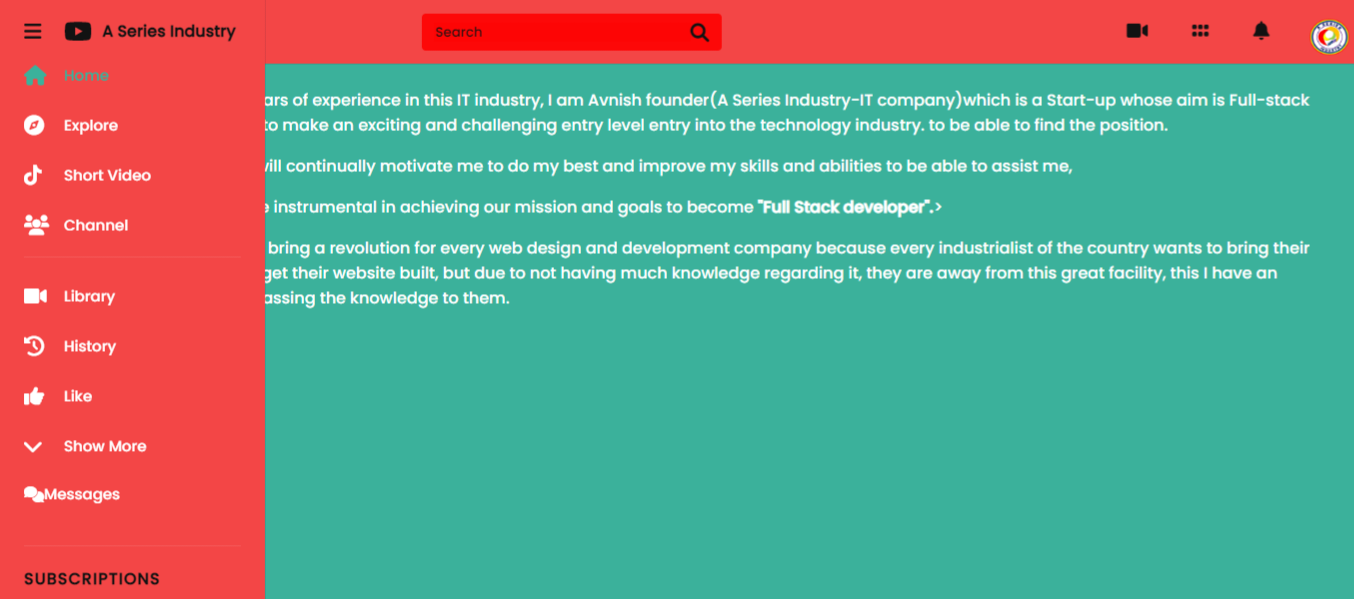 A Series Industry
Search
Home
Explore
Short Video
Channel
Library
History
Like
Show More
Messages
SUBSCRIPTIONS
of experience in this IT industry, I am Avnish founder(A Series Industry-IT company)which is a Start-up whose aim is Full-stack
to make an exciting and challenging entry level entry into the technology industry. to be able to find the position.
continually motivate me to do my best and improve my skills and abilities to be able to assist me,
instrumental in achieving our mission and goals to become "Full Stack developer".>
bring a revolution for every web design and development company because every industrialist of the country wants to bring their
get their website built, but due to not having much knowledge regarding it, they are away from this great facility, this I have an
the knowledge to them.